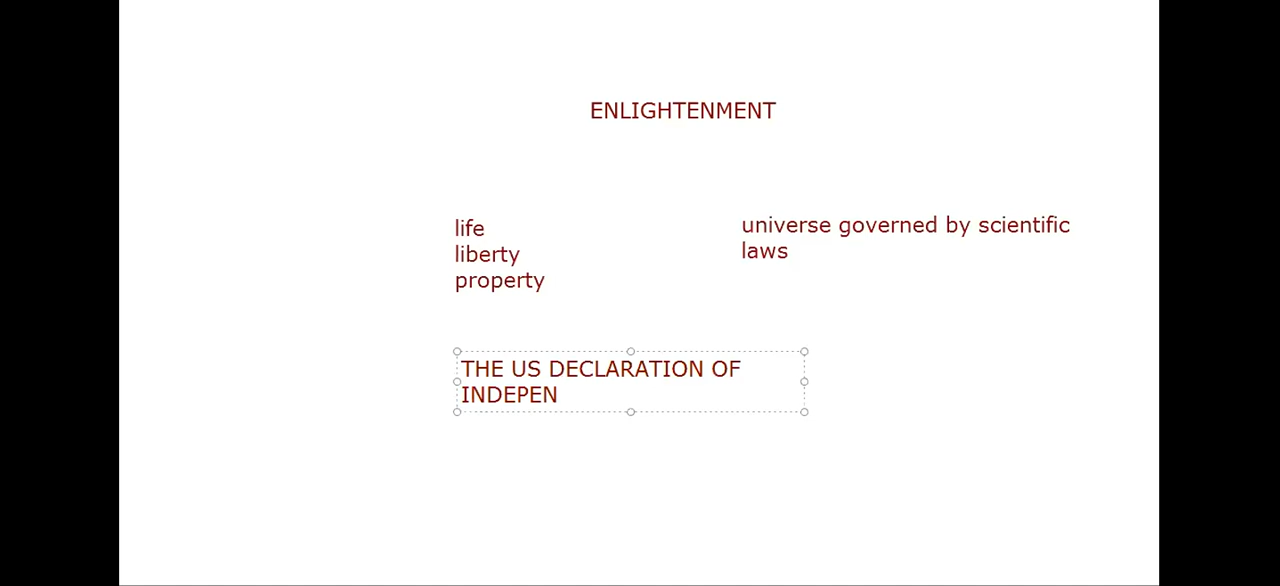 ENLIGHTENMENT
life
liberty
property
universe governed by scientific
laws
THE US DECLARATION OF
INDEPEN